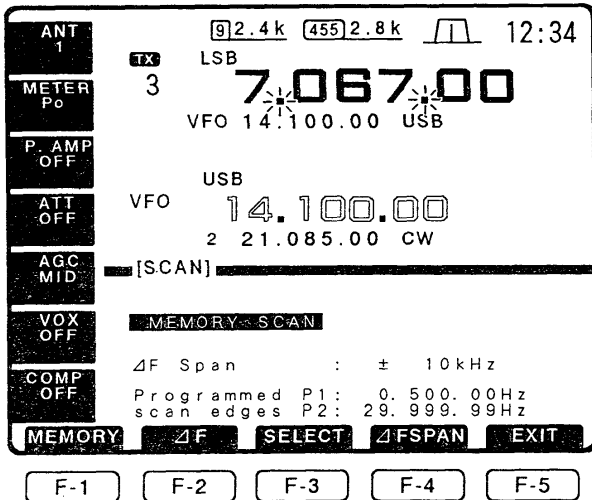 ANT
1
9 2.4k 455 2.8k 12:34
TX LSB
3 7.067.00
METER
Po
VFO 14.100.00 USB
P.AMP
OFF
USB
ATT
OFF
VFO 14.100.00
2 21.085.00 CW
AGC
MID
[SCAN]
VOX
OFF
MEMORY SCAN
⊿F Span : ± 10kHz
COMP
OFF
Programmed P1: 0.500.00Hz
scan edges P2: 29.999.99Hz
MEMORY ⊿F SELECT ⊿FSPAN EXIT
F-1 F-2 F-3 F-4 F-5